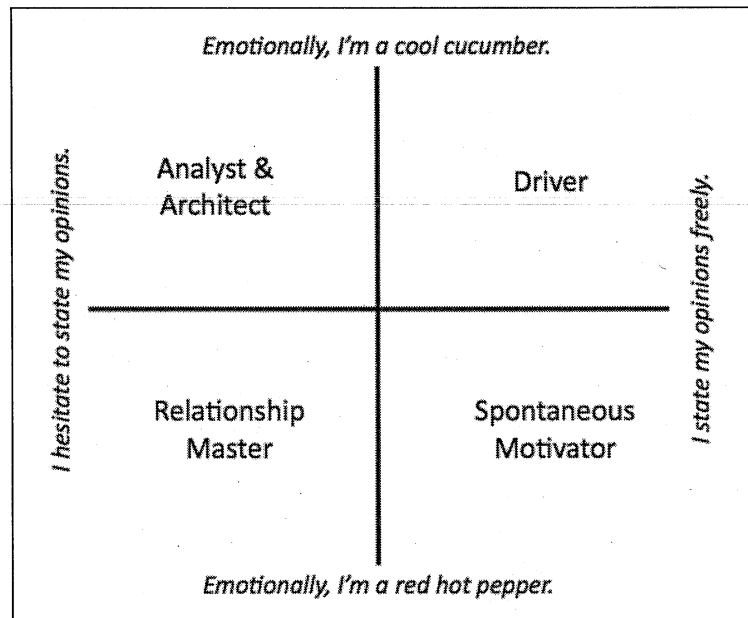 Emotionally, I'm a cool cucumber.
I hesitate to state my opinions.
Analyst &
Architect
Driver
I state my opinions freely.
Relationship
Master
Spontaneous
Motivator
Emotionally, I'm a red hot pepper.